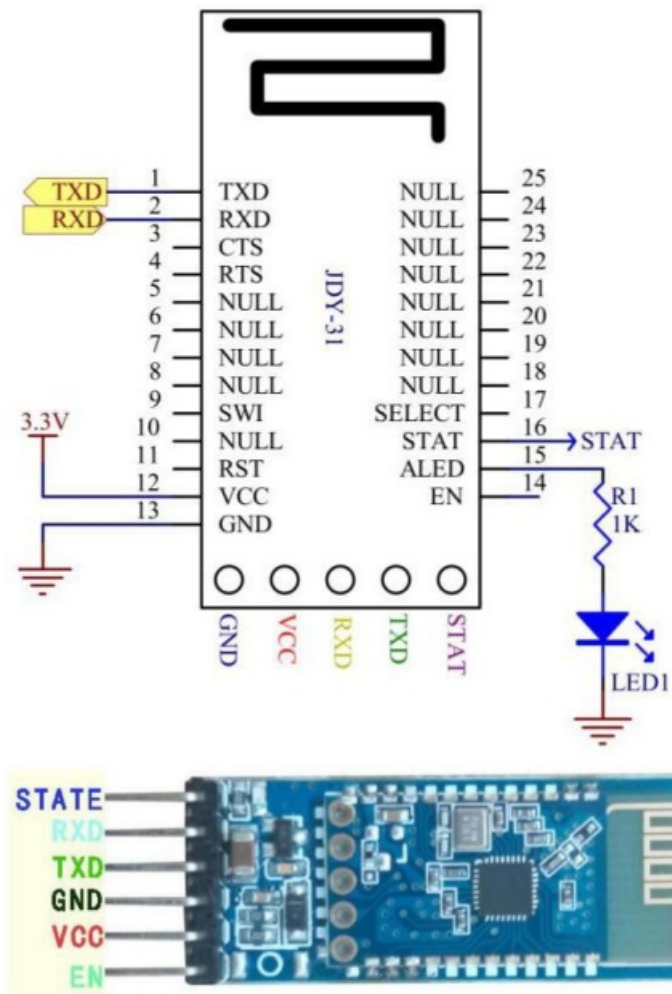 1 TXD NULL 25
TXD
2 RXD NULL 24
RXD
3 CTS NULL 23
4 RTS NULL 22
5 NULL NULL 21
6 NULL NULL 20
7 NULL NULL 19
8 NULL NULL 18
9 SWI SELECT 17
3.3V
10 NULL STAT 16 STAT
11 RST ALED 15
12 VCC EN 14
13 GND
JDY-31
R1
1K
LED1
GND VCC RXD TXD STAT
STATE
RXD
TXD
GND
VCC
EN